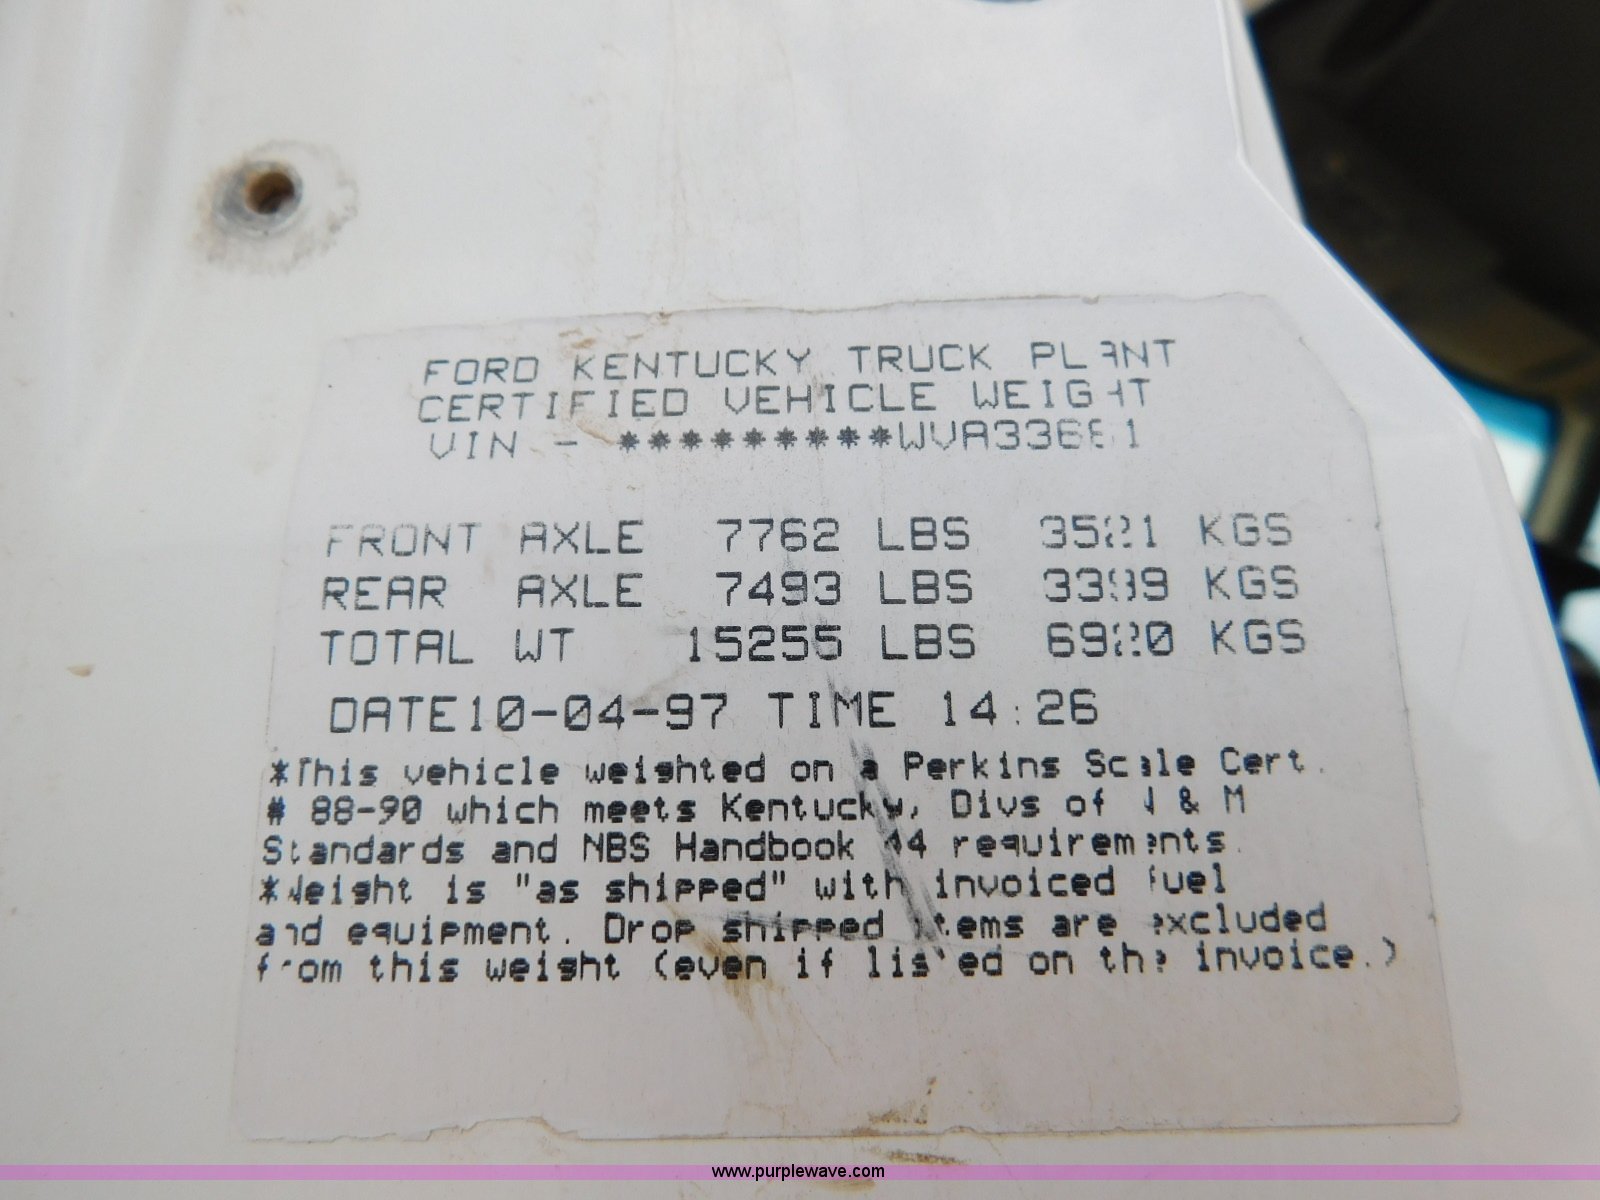 FORD KENTUCKY TRUCK PLANT
CERTIFIED VEHICLE WEIGHT
VIN - *********WVA33681
FRONT AXLE 7762 LBS 3521 KGS
REAR AXLE 7493 LBS 3399 KGS
TOTAL WT 15255 LBS 6920 KGS
DATE10-04-97 TIME 14:26
*This vehicle weighted on a Perkins Scale Cert.
# 88-90 which meets Kentucky, Divs of W & M
Standards and NBS Handbook 44 requirements.
*Weight is "as shipped" with invoiced fuel
and equipment. Drop shipped items are excluded
from this weight (even if listed on the invoice.)
www.purplewave.com